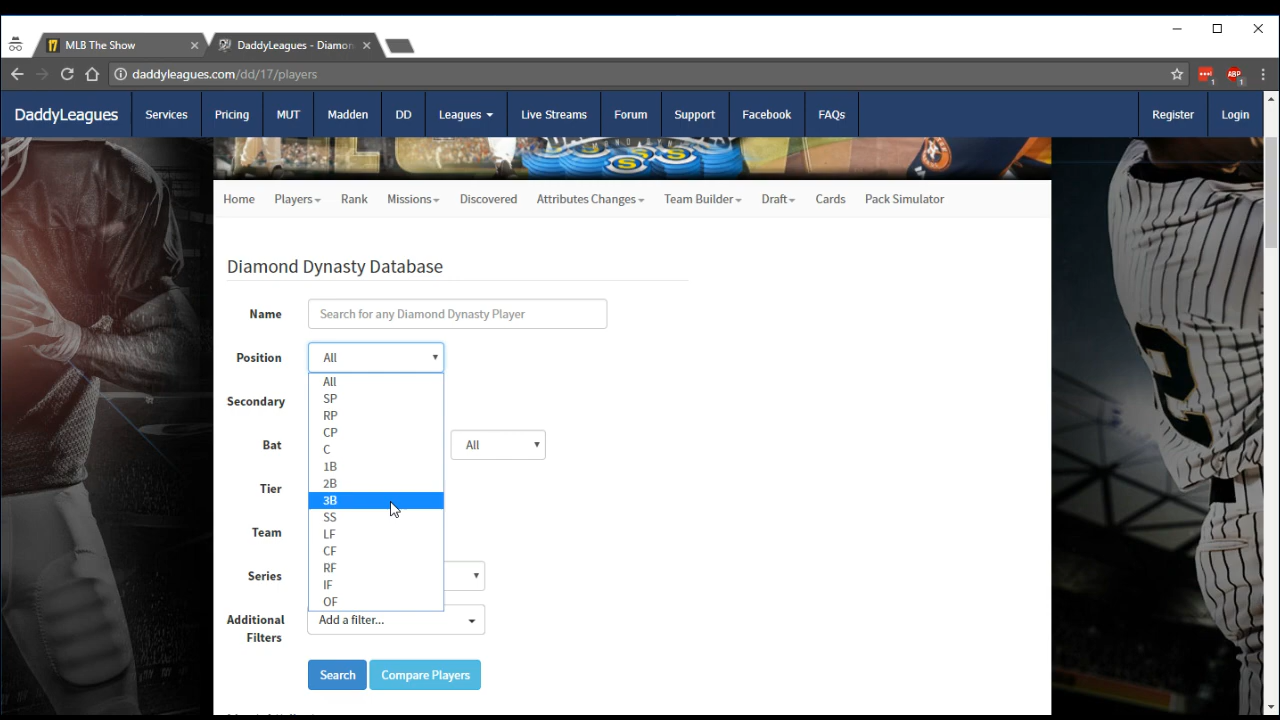 MLB The Show
DaddyLeagues - Diamon
daddyleagues.com/dd/17/players
1
ABP
1
DaddyLeagues Services Pricing MUT Madden DD Leagues Live Streams Forum Support Facebook FAQs Register Login
Home Players Rank Missions Discovered Attributes Changes Team Builder Draft Cards Pack Simulator
Diamond Dynasty Database
Name Search for any Diamond Dynasty Player
Position All
All
SP
RP
CP
C
1B
2B
3B
SS
LF
CF
RF
IF
OF
Secondary
Bat All
Tier
Team
Series
Additional Filters Add a filter...
Search Compare Players